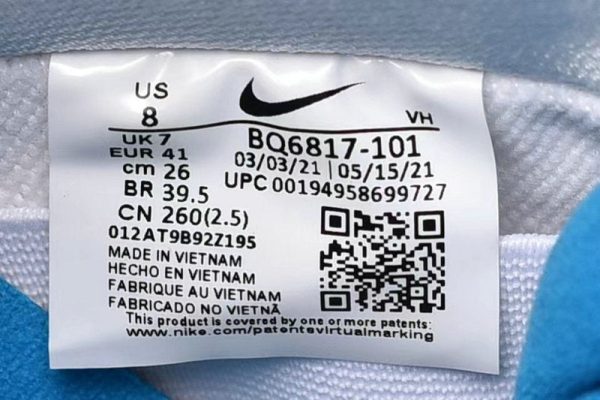 US
8
VH
UK 7
EUR 41
cm 26
BR 39.5
CN 260(2.5)
BQ6817-101
03/03/21 | 05/15/21
UPC 00194958699727
012AT9B92Z195
MADE IN VIETNAM
HECHO EN VIETNAM
FABRIQUE AU VIETNAM
FABRICADO NO VIETNÃ
This product is covered by one or more patents:
www.nike.com/patentsvirtualmarking